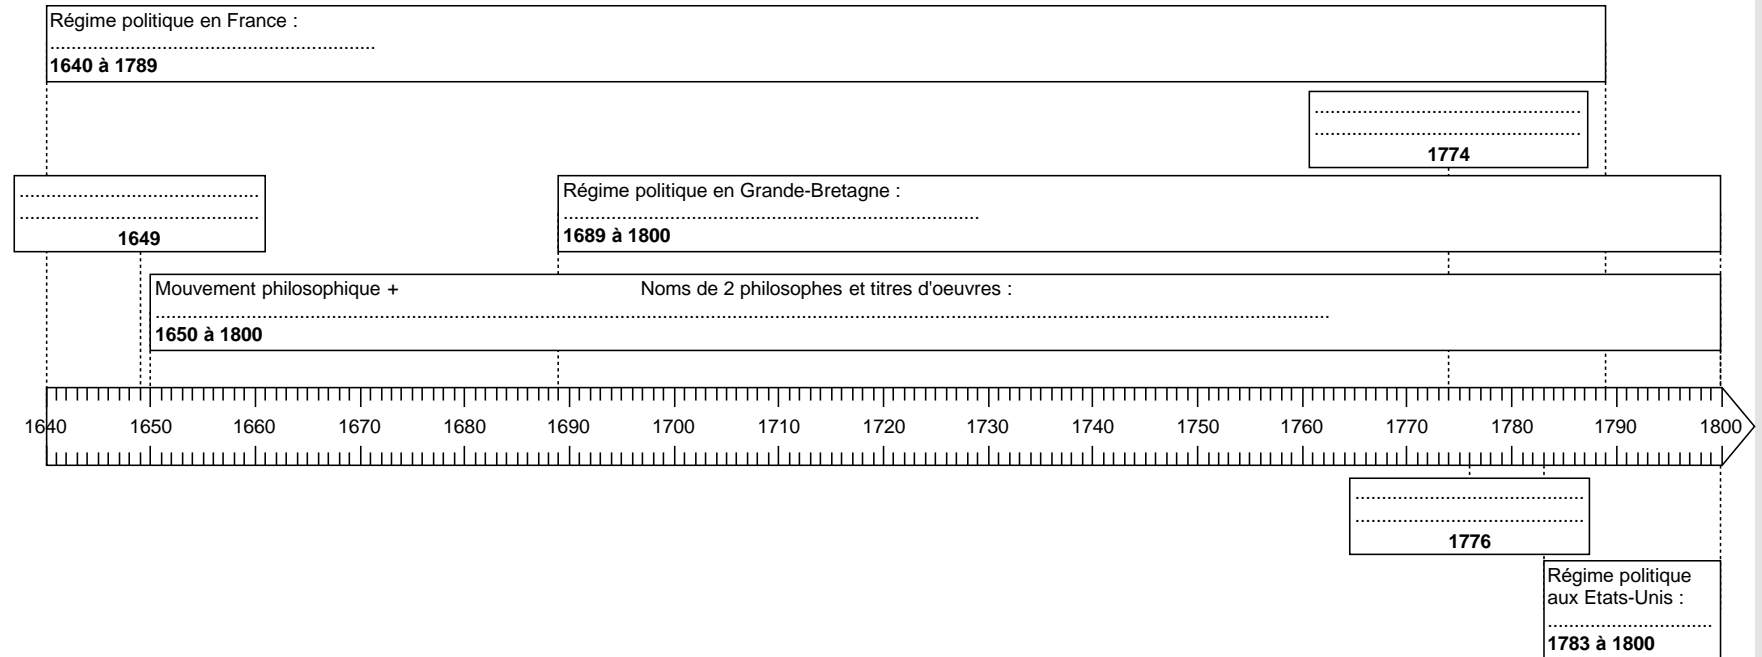 Régime politique en France :
..............................................................
1640 à 1789
...................................................
...................................................
1774
..............................................
..............................................
1649
Régime politique en Grande-Bretagne :
................................................................................
1689 à 1800
Mouvement philosophique + Noms de 2 philosophes et titres d'oeuvres :
................................................................................................................................................................................................................................
1650 à 1800
1640 1650 1660 1670 1680 1690 1700 1710 1720 1730 1740 1750 1760 1770 1780 1790 1800
............................................
............................................
1776
Régime politique
aux Etats-Unis :
...............................
1783 à 1800